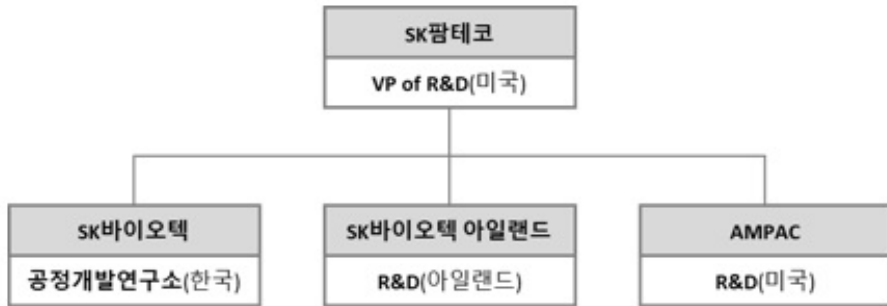 SK팜테코
VP of R&D(미국)
SK바이오텍
공정개발연구소(한국)
SK바이오텍 아일랜드
R&D(아일랜드)
AMPAC
R&D(미국)